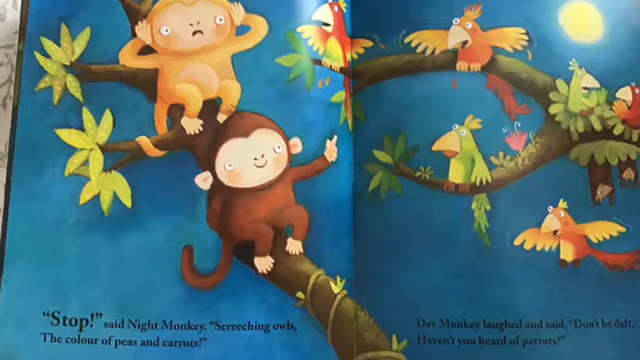 “Stop!” said Night Monkey. “Screeching owls,
The colour of peas and carrots!”
Day Monkey laughed and said, “Don’t be daft,
Haven’t you heard of parrots?”